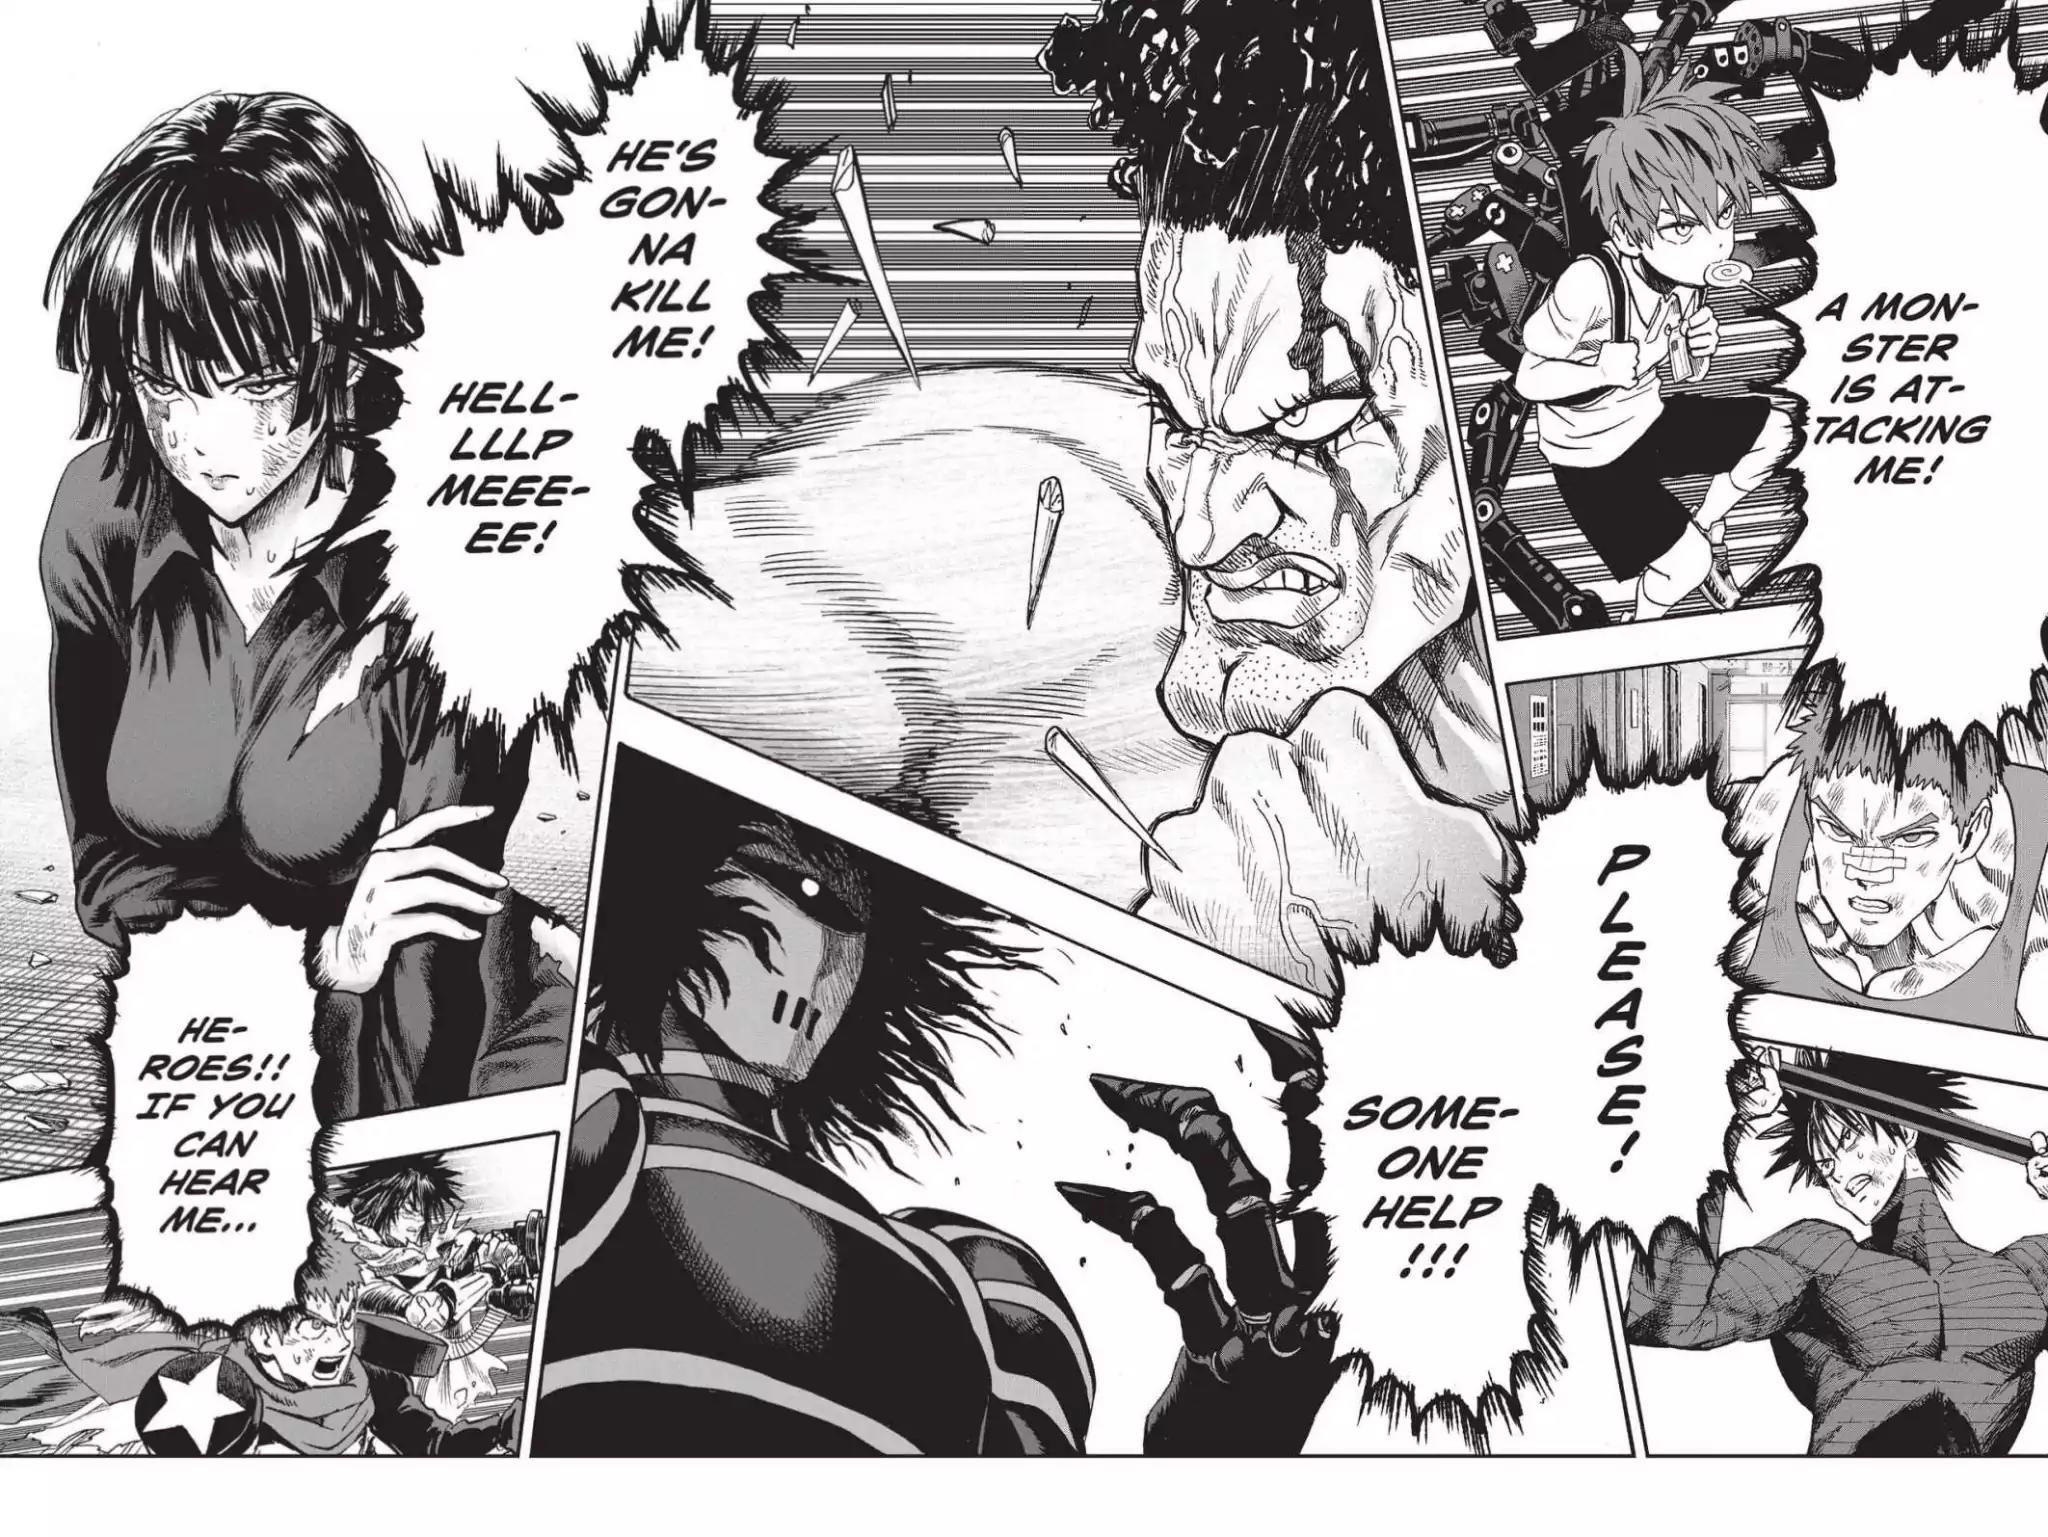 A MON-
STER
IS AT-
TACKING
ME!
PLEASE!
SOME-
ONE
HELP
!!!
HE'S
GON-
NA
KILL
ME!
HELL-
LLLP
MEEE-
EE!
HE-
ROES!!
IF YOU
CAN
HEAR
ME...